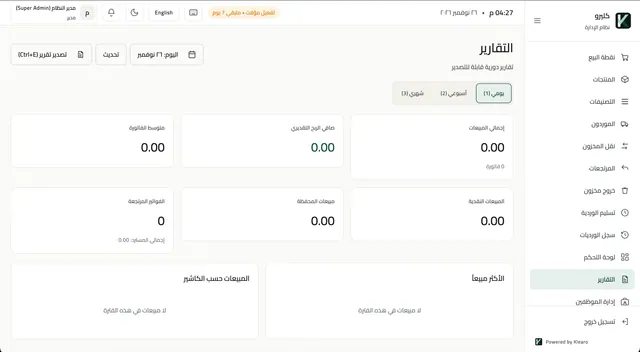 كليرو
نظام الإدارة
04:27 م • ٢٦ نوفمبر ٢٠٢٦
تفعيل مؤقت • متبقي ٦ يوم
English
م
مدير النظام (Super Admin)
مدير
نقطة البيع
المنتجات
التصنيفات
الموردون
نقل المخزون
المرتجعات
خروج مخزون
تسليم الوردية
سجل الورديات
لوحة التحكم
التقارير
إدارة الموظفين
تسجيل خروج
Powered by Klearo
التقارير
تقارير دورية قابلة للتصدير
اليوم: ٢٦ نوفمبر
تحديث
تصدير تقرير (Ctrl+E)
يومي (1)
أسبوعي (2)
شهري (3)
إجمالي المبيعات
0.00
0 فاتورة
صافي الربح التقديري
0.00
متوسط الفاتورة
0.00
المبيعات النقدية
0.00
مبيعات المحفظة
0.00
الفواتير المرتجعة
0
إجمالي المسترد: 0.00
الأكثر مبيعاً
لا مبيعات في هذه الفترة
المبيعات حسب الكاشير
لا مبيعات في هذه الفترة